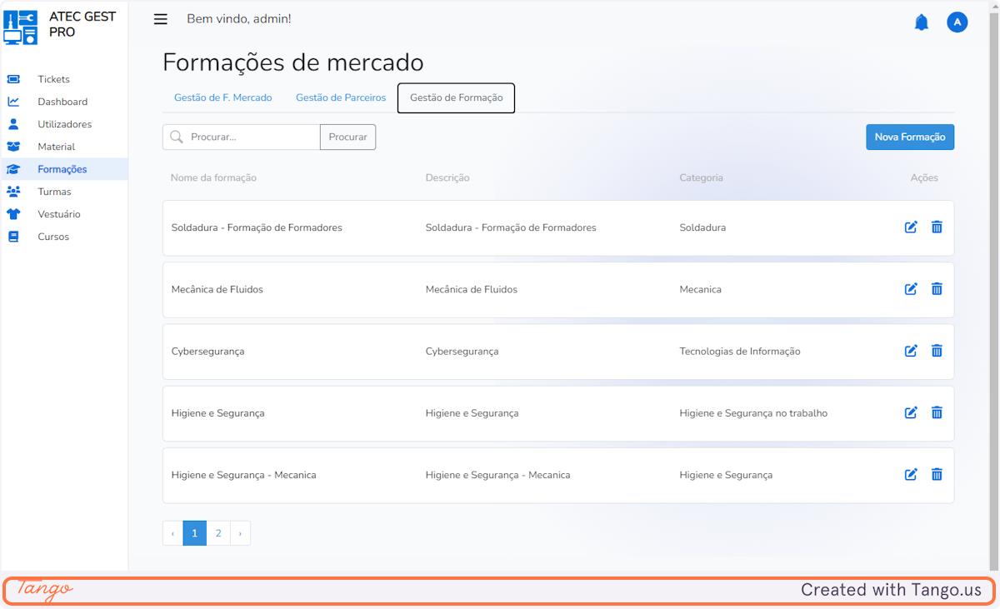 ATEC GEST
PRO
Bem vindo, admin!
A
Tickets
Dashboard
Utilizadores
Material
Formações
Turmas
Vestuário
Cursos
Formações de mercado
Gestão de F. Mercado Gestão de Parceiros Gestão de Formação
Procurar... Procurar Nova Formação
Nome da formação Descrição Categoria Ações
Soldadura - Formação de Formadores Soldadura - Formação de Formadores Soldadura
Mecânica de Fluidos Mecânica de Fluidos Mecanica
Cybersegurança Cybersegurança Tecnologias de Informação
Higiene e Segurança Higiene e Segurança Higiene e Segurança no trabalho
Higiene e Segurança - Mecanica Higiene e Segurança - Mecanica Higiene e Segurança
‹ 1 2 ›
Tango Created with Tango.us